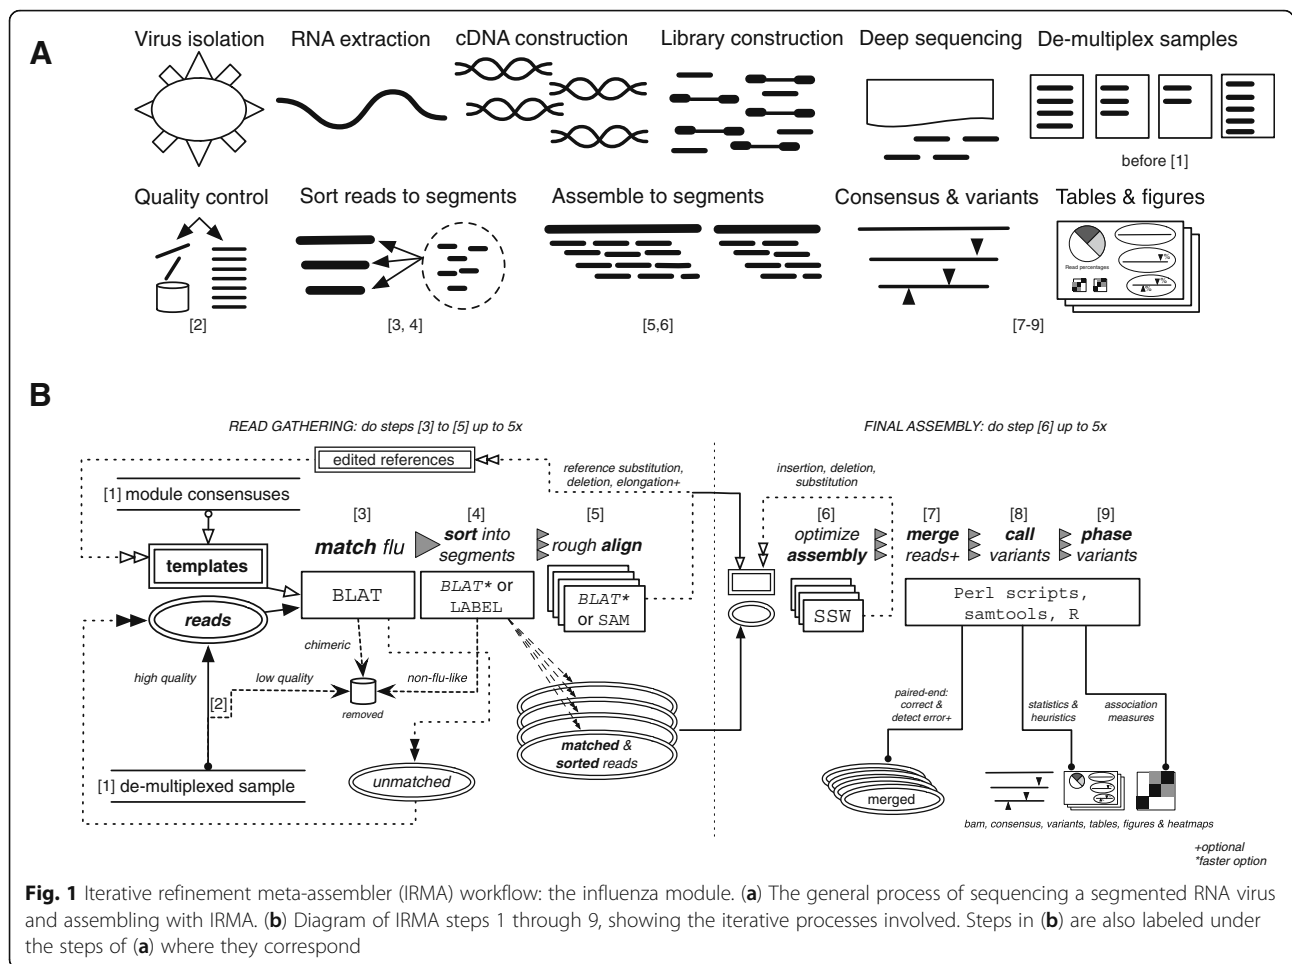 A
Virus isolation
RNA extraction
cDNA construction
Library construction
Deep sequencing
De-multiplex samples
before [1]
Quality control
Sort reads to segments
Assemble to segments
Consensus & variants
Tables & figures
Read percentages
%
%
%
[2]
[3, 4]
[5,6]
[7-9]
B
READ GATHERING: do steps [3] to [5] up to 5x
FINAL ASSEMBLY: do step [6] up to 5x
edited references
reference substitution,
deletion, elongation+
insertion, deletion,
substitution
[1] module consensuses
[3]
match flu
[4]
sort into
segments
[5]
rough align
[6]
optimize
assembly
[7]
merge
reads+
[8]
call
variants
[9]
phase
variants
templates
reads
BLAT
BLAT* or
LABEL
BLAT*
or SAM
SSW
Perl scripts,
samtools, R
chimeric
high quality
low quality
[2]
non-flu-like
removed
matched &
sorted reads
unmatched
[1] de-multiplexed sample
paired-end:
correct &
detect error+
statistics &
heuristics
association
measures
merged
bam, consensus, variants, tables, figures & heatmaps
+optional
*faster option
Fig. 1 Iterative refinement meta-assembler (IRMA) workflow: the influenza module. (a) The general process of sequencing a segmented RNA virus
and assembling with IRMA. (b) Diagram of IRMA steps 1 through 9, showing the iterative processes involved. Steps in (b) are also labeled under
the steps of (a) where they correspond